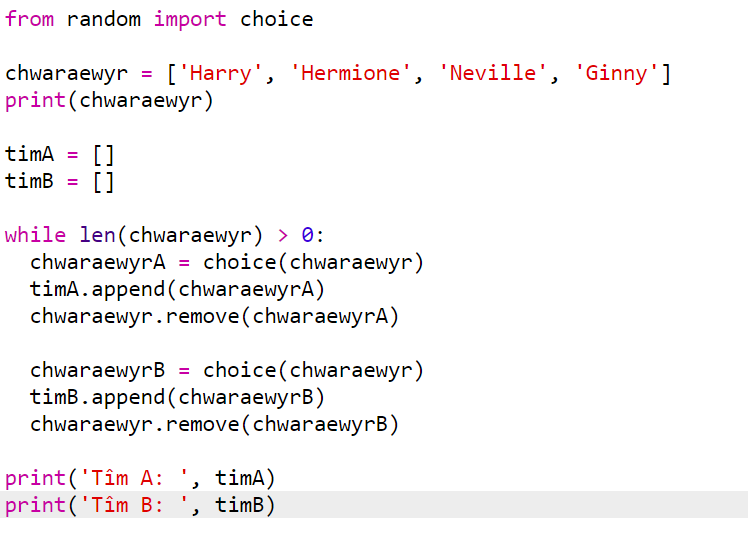 from random import choice

chwaraewyr = ['Harry', 'Hermione', 'Neville', 'Ginny']
print(chwaraewyr)

timA = []
timB = []

while len(chwaraewyr) > 0:
  chwaraewyrA = choice(chwaraewyr)
  timA.append(chwaraewyrA)
  chwaraewyr.remove(chwaraewyrA)

  chwaraewyrB = choice(chwaraewyr)
  timB.append(chwaraewyrB)
  chwaraewyr.remove(chwaraewyrB)

print('Tîm A: ', timA)
print('Tîm B: ', timB)